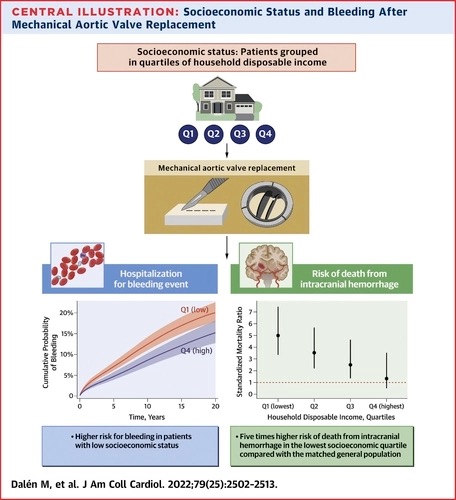 CENTRAL ILLUSTRATION: Socioeconomic Status and Bleeding After
Mechanical Aortic Valve Replacement
Socioeconomic status: Patients grouped
in quartiles of household disposable income
Q1 Q2 Q3 Q4
Mechanical aortic valve replacement
Hospitalization
for bleeding event
Cumulative Probability
of Bleeding
20%
15%
10%
5%
0
Q1 (low)
Q4 (high)
0 5 10 15 20
Time, Years
• Higher risk for bleeding in patients
with low socioeconomic status
Risk of death from
intracranial hemorrhage
Standardized Mortality Ratio
7
6
5
4
3
2
1
0
Q1 (lowest) Q2 Q3 Q4 (highest)
Household Disposable Income, Quartiles
• Five times higher risk of death from intracranial
hemorrhage in the lowest socioeconomic quartile
compared with the matched general population
Dalén M, et al. J Am Coll Cardiol. 2022;79(25):2502–2513.